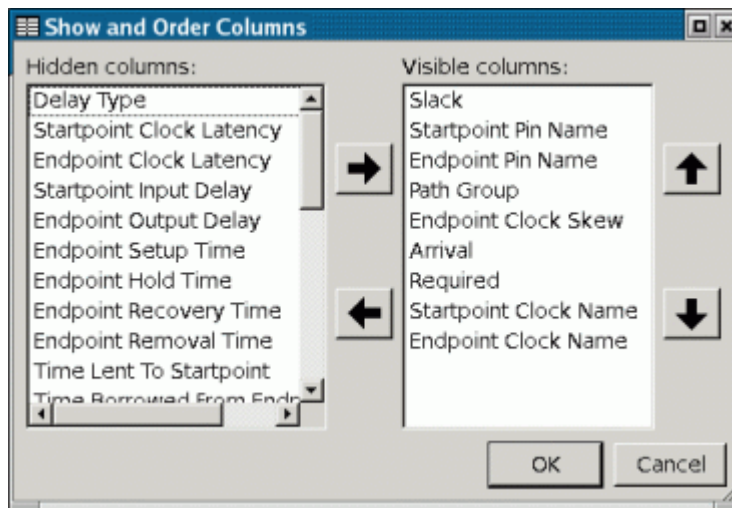 Show and Order Columns
Hidden columns:
Delay Type
Startpoint Clock Latency
Endpoint Clock Latency
Startpoint Input Delay
Endpoint Output Delay
Endpoint Setup Time
Endpoint Hold Time
Endpoint Recovery Time
Endpoint Removal Time
Time Lent To Startpoint
Time Borrowed From
Visible columns:
Slack
Startpoint Pin Name
Endpoint Pin Name
Path Group
Endpoint Clock Skew
Arrival
Required
Startpoint Clock Name
Endpoint Clock Name
OK
Cancel